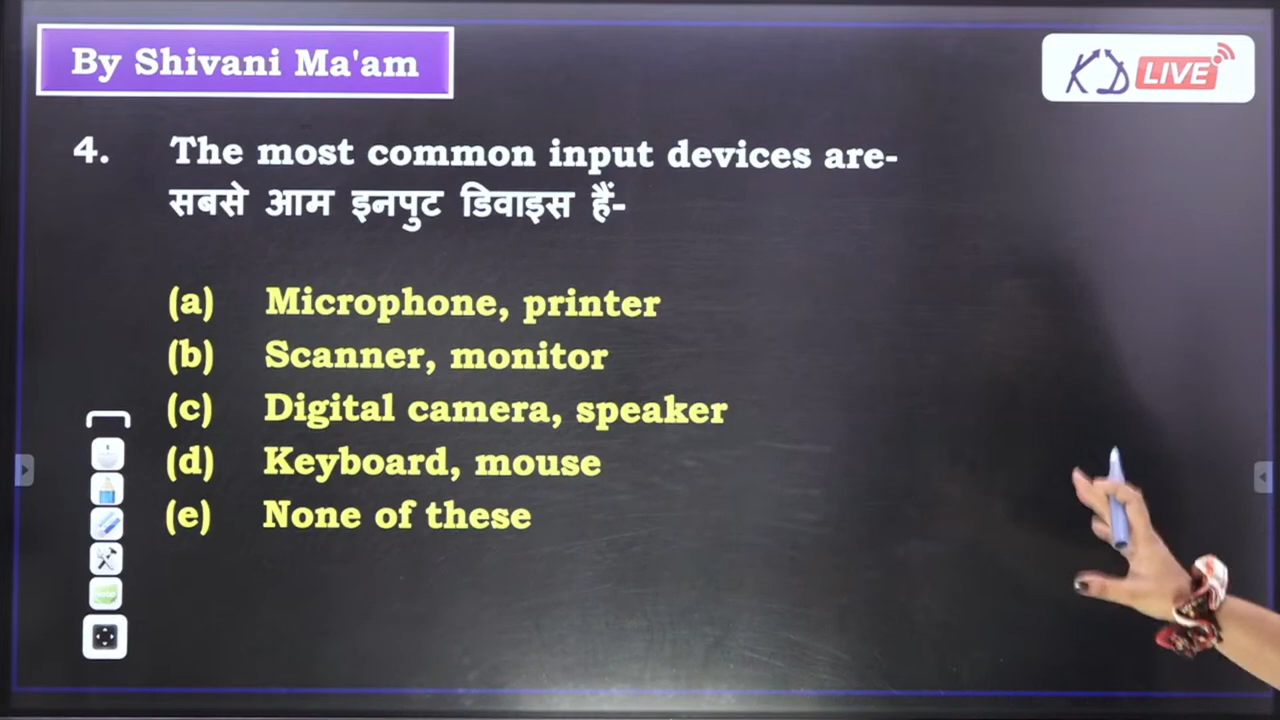 By Shivani Ma'am
KD LIVE
4. The most common input devices are-
सबसे आम इनपुट डिवाइस हैं-
(a) Microphone, printer
(b) Scanner, monitor
(c) Digital camera, speaker
(d) Keyboard, mouse
(e) None of these